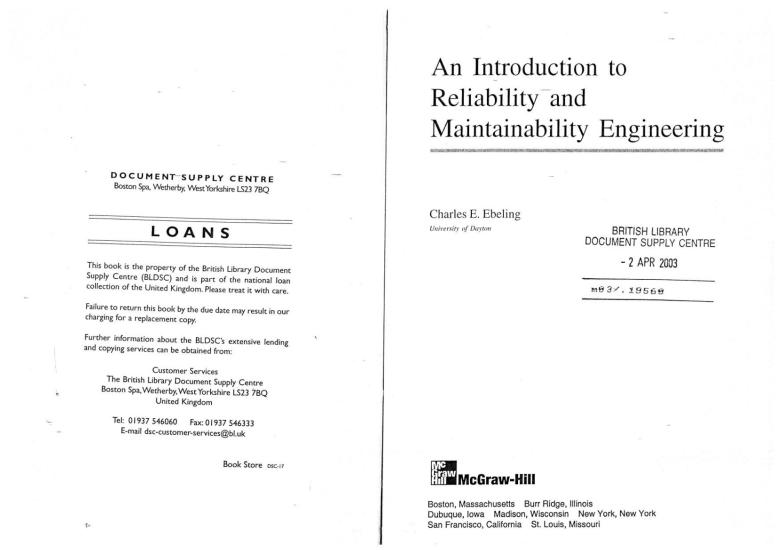 DOCUMENT SUPPLY CENTRE
Boston Spa, Wetherby, West Yorkshire LS23 7BQ
LOANS
This book is the property of the British Library Document
Supply Centre (BLDSC) and is part of the national loan
collection of the United Kingdom. Please treat it with care.
Failure to return this book by the due date may result in our
charging for a replacement copy.
Further information about the BLDSC's extensive lending
and copying services can be obtained from:
Customer Services
The British Library Document Supply Centre
Boston Spa, Wetherby, West Yorkshire LS23 7BQ
United Kingdom
Tel: 01937 546060 Fax: 01937 546333
E-mail dsc-customer-services@bl.uk
Book Store DSC-17
An Introduction to
Reliability and
Maintainability Engineering
Charles E. Ebeling
University of Dayton
BRITISH LIBRARY
DOCUMENT SUPPLY CENTRE
- 2 APR 2003
m03/.19560
Mc
Graw
Hill
McGraw-Hill
Boston, Massachusetts Burr Ridge, Illinois
Dubuque, Iowa Madison, Wisconsin New York, New York
San Francisco, California St. Louis, Missouri